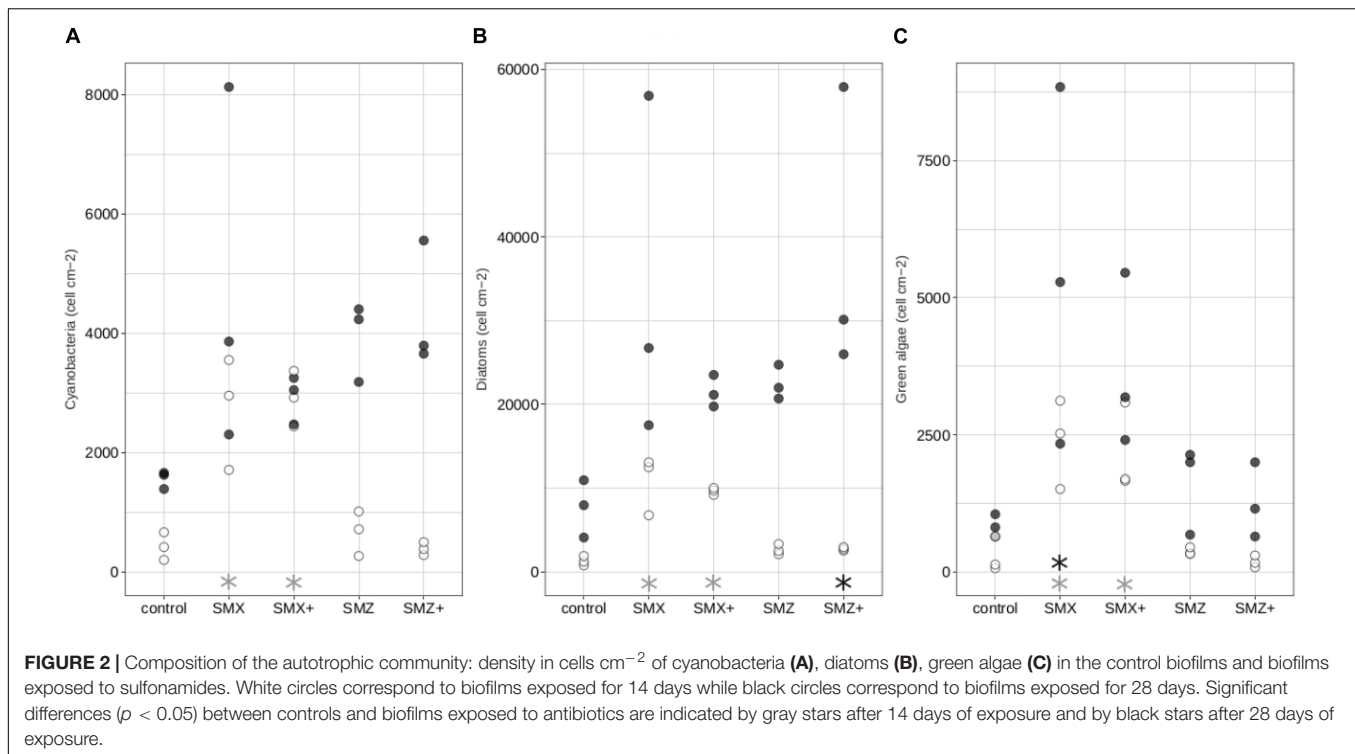 A
B
C
Cyanobacteria (cell cm−2)
8000
6000
4000
2000
0
control SMX SMX+ SMZ SMZ+
Diatoms (cell cm−2)
60000
40000
20000
0
control SMX SMX+ SMZ SMZ+
Green algae (cell cm−2)
7500
5000
2500
0
control SMX SMX+ SMZ SMZ+
FIGURE 2 | Composition of the autotrophic community: density in cells cm−2 of cyanobacteria (A), diatoms (B), green algae (C) in the control biofilms and biofilms
exposed to sulfonamides. White circles correspond to biofilms exposed for 14 days while black circles correspond to biofilms exposed for 28 days. Significant
differences (p < 0.05) between controls and biofilms exposed to antibiotics are indicated by gray stars after 14 days of exposure and by black stars after 28 days of
exposure.